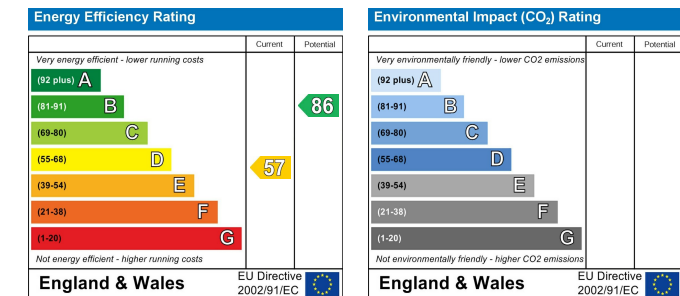 Energy Efficiency Rating
Current Potential
Very energy efficient - lower running costs
(92 plus) A
(81-91) B
86
(69-80) C
(55-68) D
57
(39-54) E
(21-38) F
(1-20) G
Not energy efficient - higher running costs
England & Wales
EU Directive
2002/91/EC
Environmental Impact (CO₂) Rating
Current Potential
Very environmentally friendly - lower CO2 emissions
(92 plus) A
(81-91) B
(69-80) C
(55-68) D
(39-54) E
(21-38) F
(1-20) G
Not environmentally friendly - higher CO2 emissions
England & Wales
EU Directive
2002/91/EC